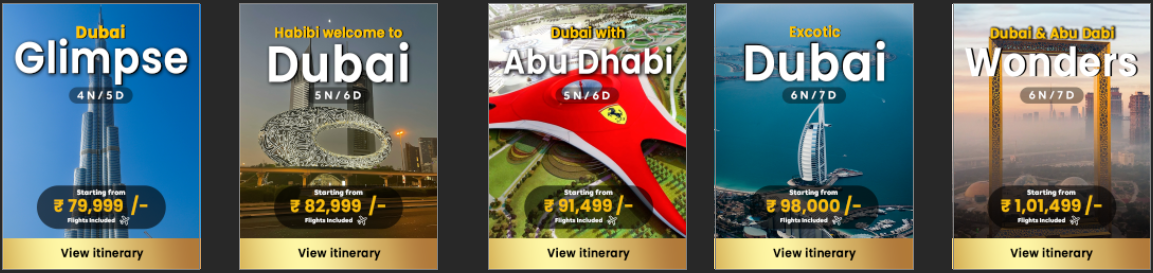 Dubai
Glimpse
4N/5D
Starting from
₹ 79,999 /-
Flights Included
View itinerary
Habibi welcome to
Dubai
5N/6D
Starting from
₹ 82,999 /-
Flights Included
View itinerary
Dubai with
Abu Dhabi
5N/6D
Starting from
₹ 91,499 /-
Flights Included
View itinerary
Excotic
Dubai
6N/7D
Starting from
₹ 98,000 /-
Flights Included
View itinerary
Dubai & Abu Dabi
Wonders
6N/7D
Starting from
₹ 1,01,499 /-
Flights Included
View itinerary